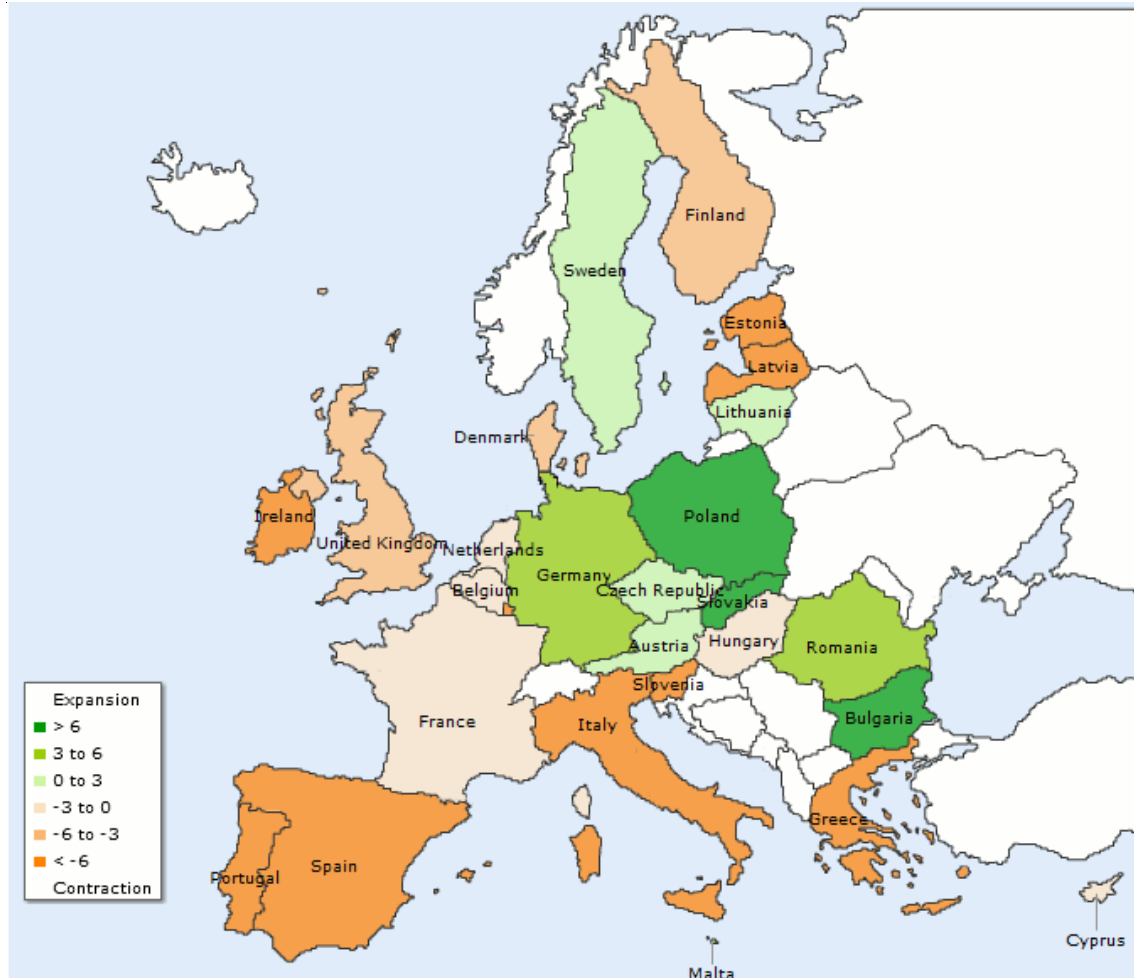 Finland
Sweden
Estonia
Latvia
Lithuania
Denmark
Ireland
United Kingdom
Netherlands
Poland
Belgium
Germany
Czech Republic
Slovakia
Austria
Hungary
Romania
Slovenia
France
Italy
Bulgaria
Greece
Spain
Portugal
Cyprus
Malta
Expansion
> 6
3 to 6
0 to 3
-3 to 0
-6 to -3
< -6
Contraction